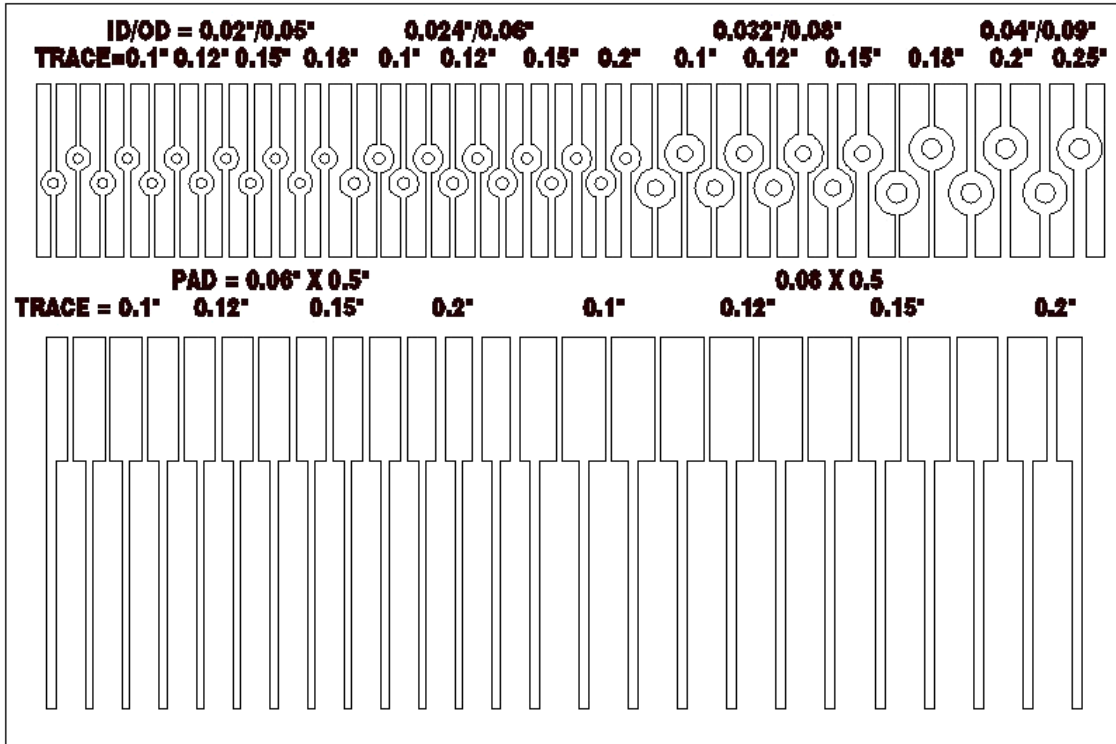 ID/OD = 0.02"/0.05" 0.024"/0.06" 0.032"/0.08" 0.04"/0.09"
TRACE=0.1" 0.12" 0.15" 0.18" 0.1" 0.12" 0.15" 0.2" 0.1" 0.12" 0.15" 0.18" 0.2" 0.25"
PAD = 0.06" X 0.5" 0.08 X 0.5
TRACE = 0.1" 0.12" 0.15" 0.2" 0.1" 0.12" 0.15" 0.2"